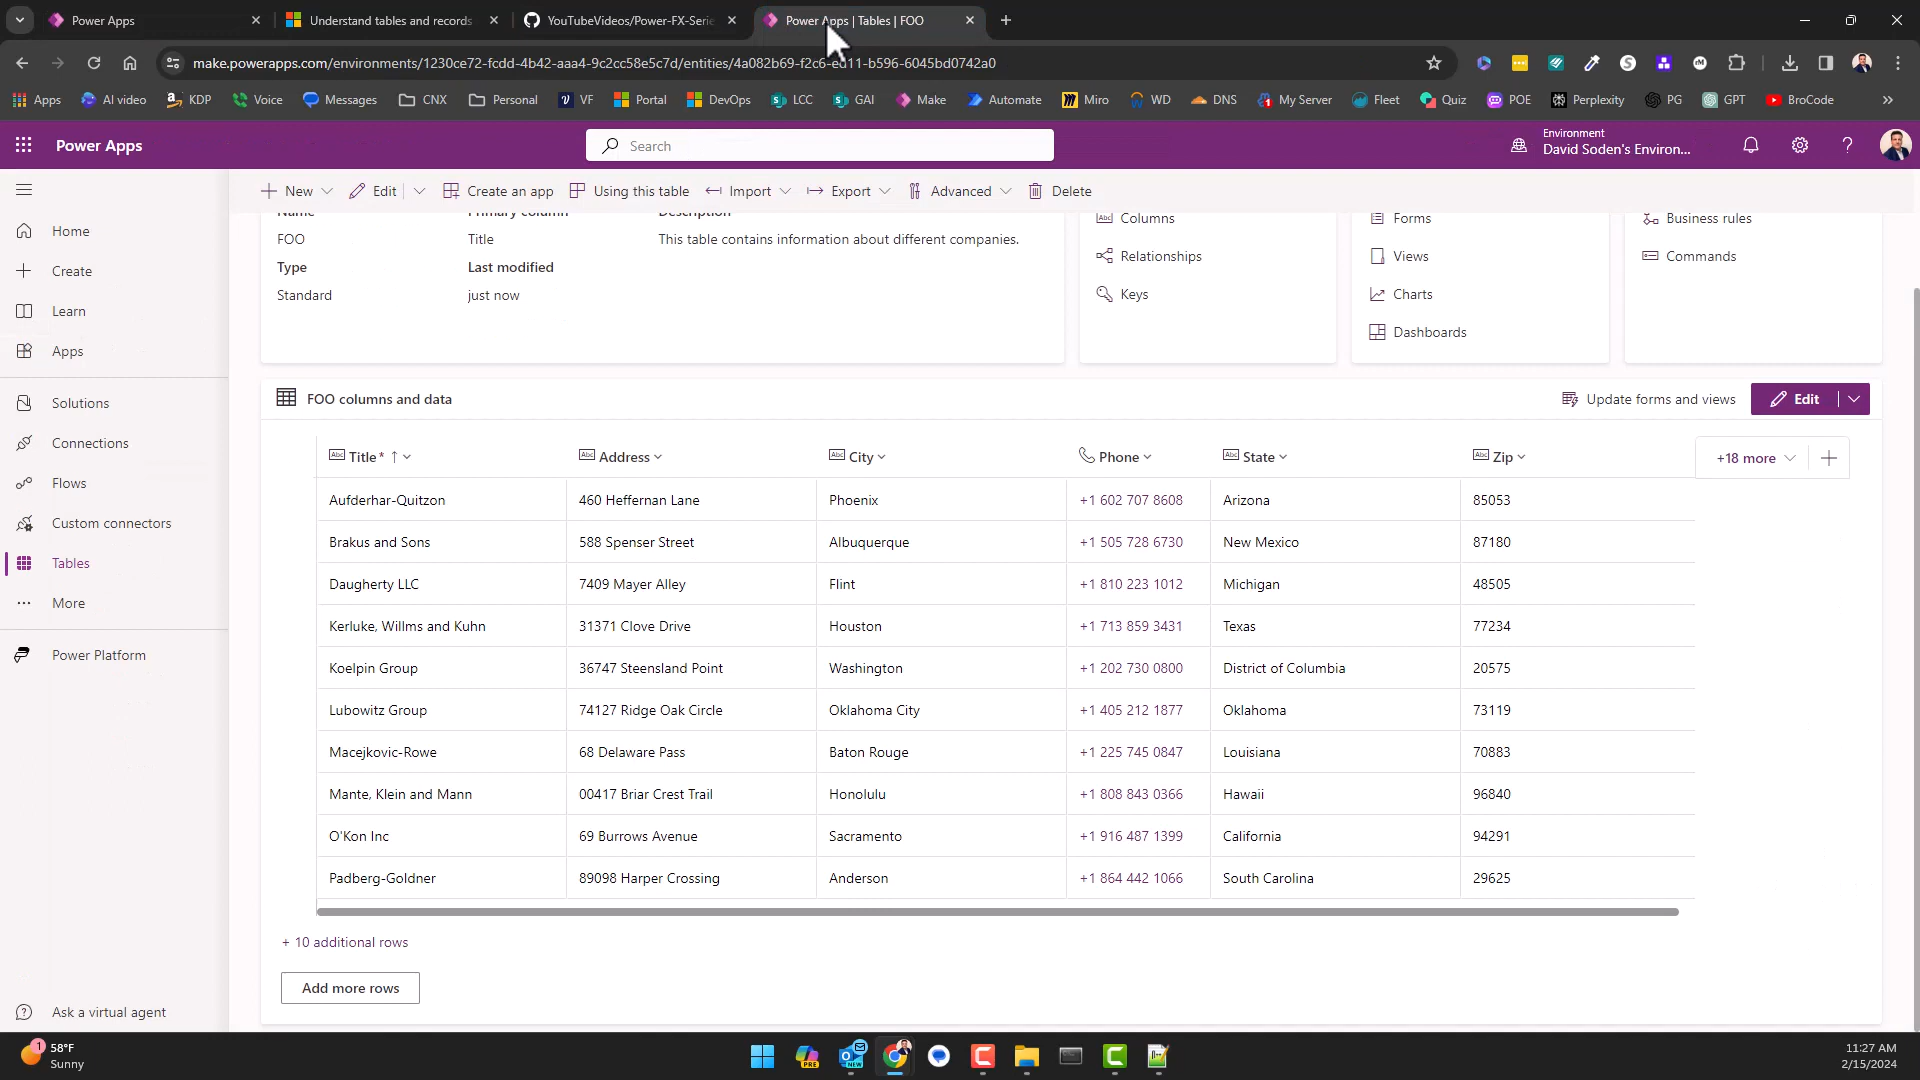 Power Apps
Understand tables and records
YouTubeVideos/Power-FX-Serie
Power Apps | Tables | FOO
make.powerapps.com/environments/1230ce72-fcdd-4b42-aaa4-9c2cc58e5c7d/entities/4a082b69-f2c6-ed11-b596-6045bd0742a0
Apps
AI video
KDP
Voice
Messages
CNX
Personal
VF
Portal
DevOps
LCC
GAI
Make
Automate
Miro
WD
DNS
My Server
Fleet
Quiz
POE
Perplexity
PG
GPT
BroCode
Power Apps
Search
Environment
David Soden's Environ...
New
Edit
Create an app
Using this table
Import
Export
Advanced
Delete
Home
Create
Learn
Apps
Solutions
Connections
Flows
Custom connectors
Tables
More
Power Platform
Ask a virtual agent
Name Primary column Description
FOO Title This table contains information about different companies.
Type Last modified
Standard just now
Columns
Relationships
Keys
Forms
Views
Charts
Dashboards
Business rules
Commands
FOO columns and data
Update forms and views
Edit
Title* Address City Phone State Zip +18 more
Aufderhar-Quitzon 460 Heffernan Lane Phoenix +1 602 707 8608 Arizona 85053
Brakus and Sons 588 Spenser Street Albuquerque +1 505 728 6730 New Mexico 87180
Daugherty LLC 7409 Mayer Alley Flint +1 810 223 1012 Michigan 48505
Kerluke, Willms and Kuhn 31371 Clove Drive Houston +1 713 859 3431 Texas 77234
Koelpin Group 36747 Steensland Point Washington +1 202 730 0800 District of Columbia 20575
Lubowitz Group 74127 Ridge Oak Circle Oklahoma City +1 405 212 1877 Oklahoma 73119
Macejkovic-Rowe 68 Delaware Pass Baton Rouge +1 225 745 0847 Louisiana 70883
Mante, Klein and Mann 00417 Briar Crest Trail Honolulu +1 808 843 0366 Hawaii 96840
O'Kon Inc 69 Burrows Avenue Sacramento +1 916 487 1399 California 94291
Padberg-Goldner 89098 Harper Crossing Anderson +1 864 442 1066 South Carolina 29625
+ 10 additional rows
Add more rows
1
58°F
Sunny
PRE
NEW
11:27 AM
2/15/2024